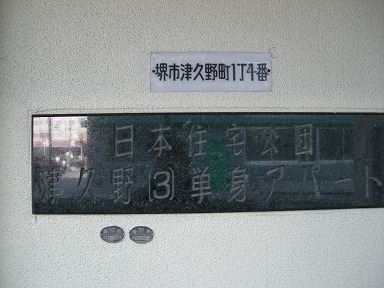 堺市津久野町1丁4番
日本住宅公団
津久野③単身アパート